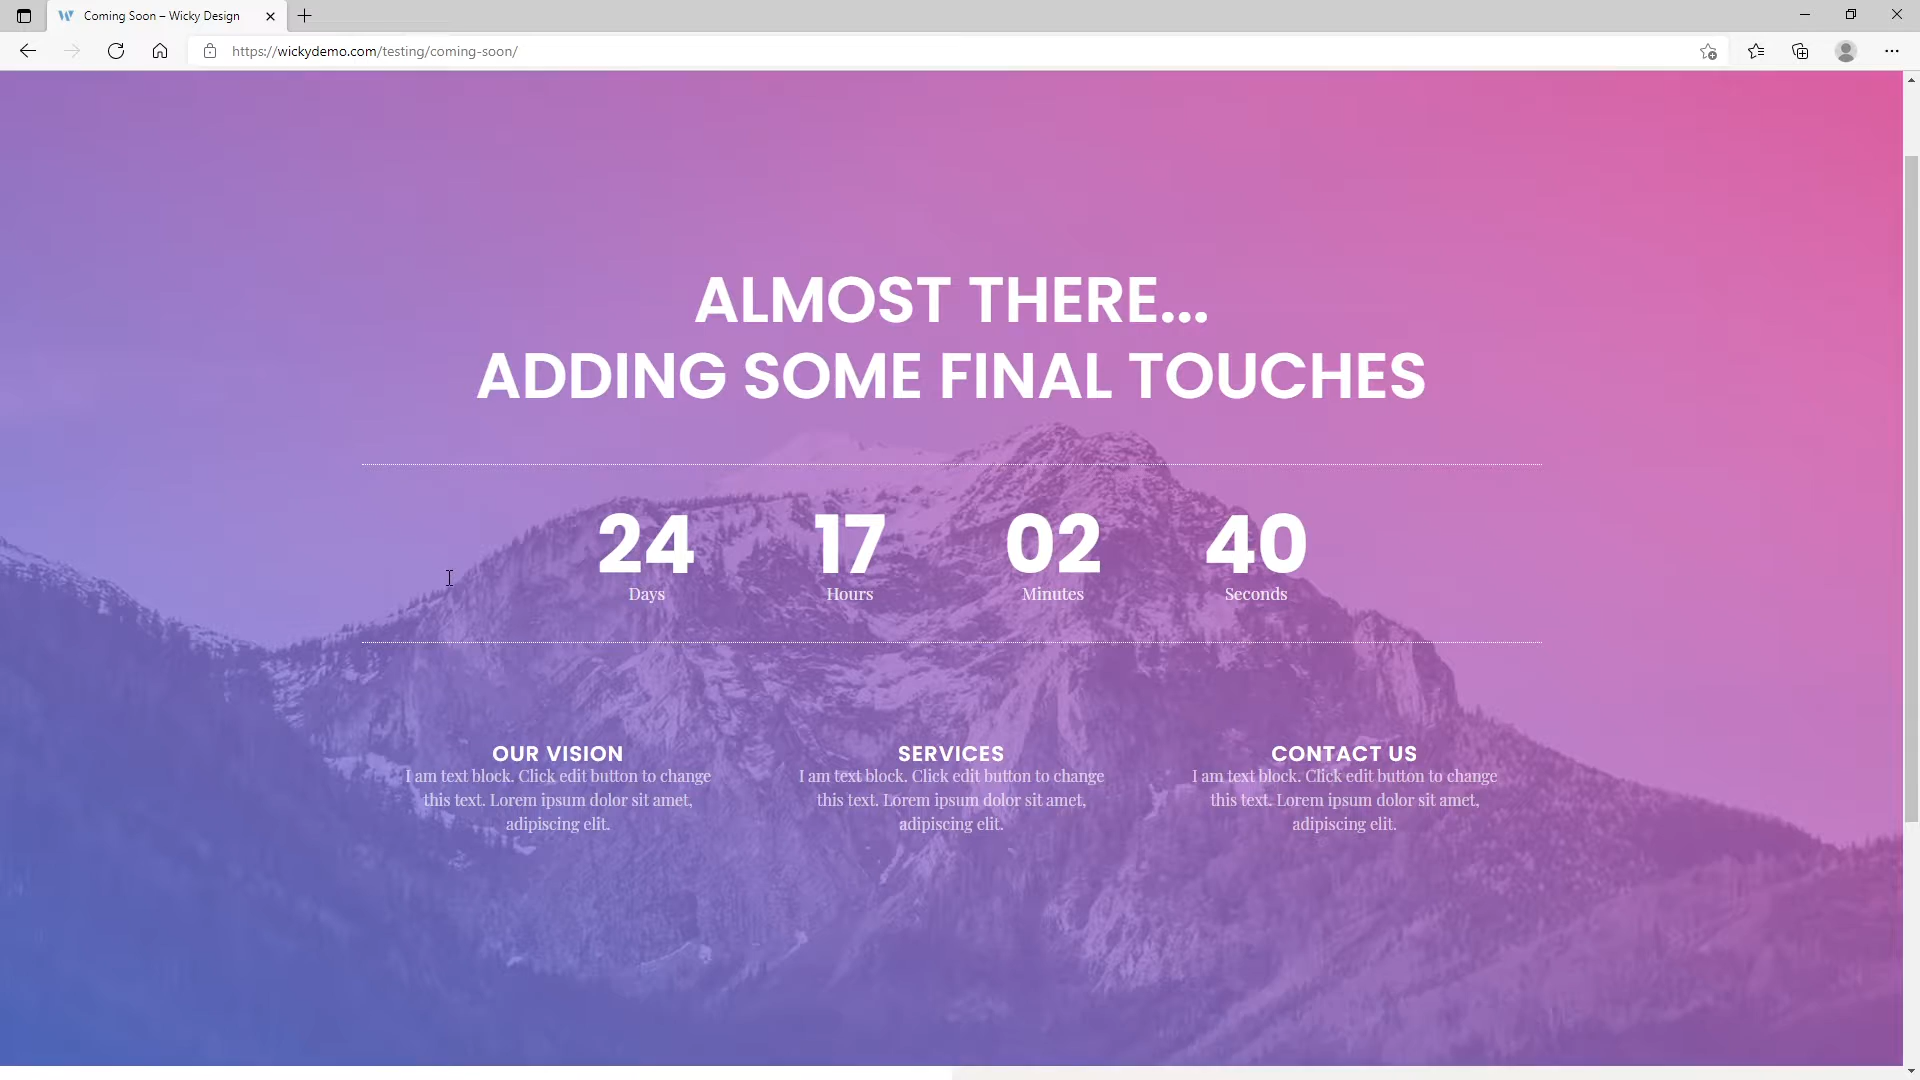 Coming Soon – Wicky Design
https://wickydemo.com/testing/coming-soon/
ALMOST THERE...
ADDING SOME FINAL TOUCHES
24 17 02 40
Days Hours Minutes Seconds
OUR VISION
I am text block. Click edit button to change
this text. Lorem ipsum dolor sit amet,
adipiscing elit.
SERVICES
I am text block. Click edit button to change
this text. Lorem ipsum dolor sit amet,
adipiscing elit.
CONTACT US
I am text block. Click edit button to change
this text. Lorem ipsum dolor sit amet,
adipiscing elit.